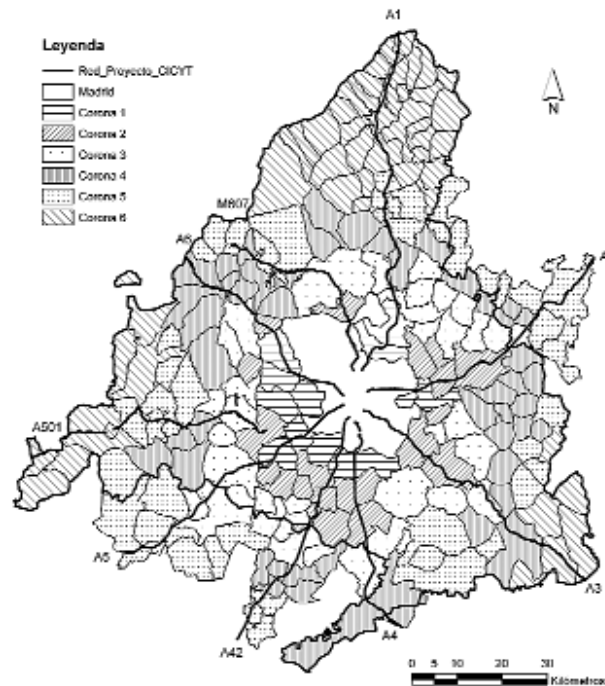 A1
Leyenda
Red_Proyecto_CICYT
Madrid
Corona 1
Corona 2
Corona 3
Corona 4
Corona 5
Corona 6
N
M607
A6
A
A501
A5
A3
A42
A4
0 5 10 20 30
Kilómetros